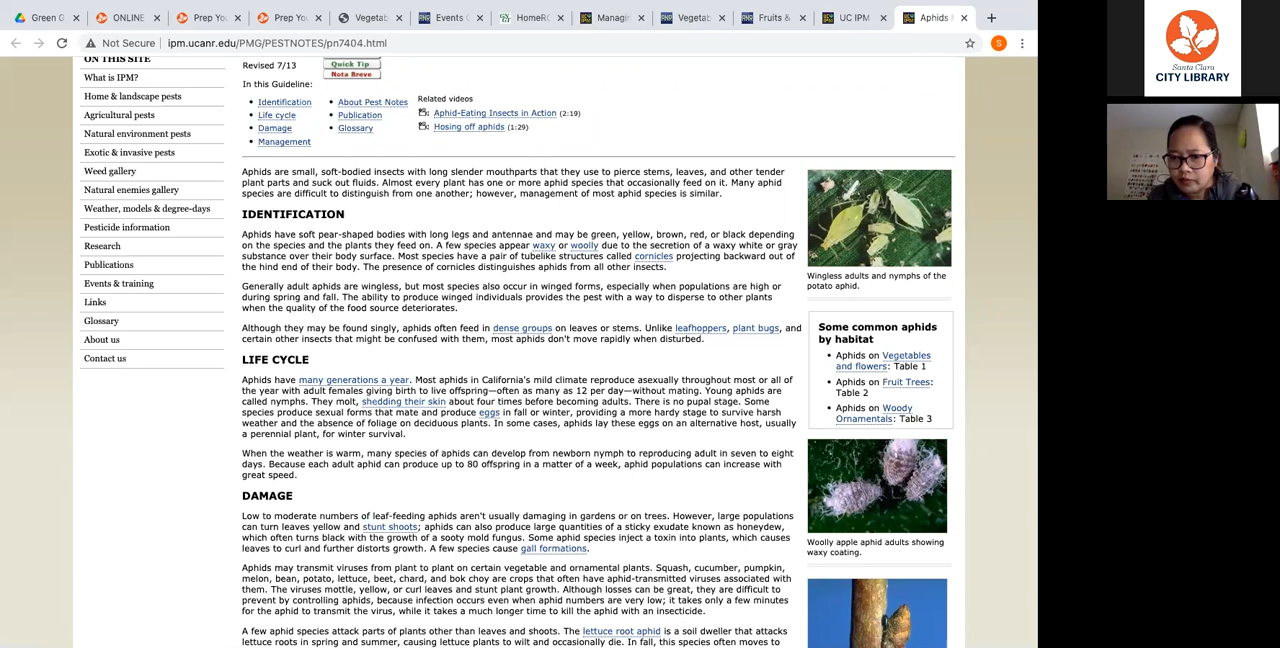 Green G
ONLINE
Prep You
Prep You
Vegetab
Events C
HomeRO
Managin
Vegetab
Fruits &
UC IPM
Aphids
Not Secure
ipm.ucanr.edu/PMG/PESTNOTES/pn7404.html
S
ON THIS SITE
What is IPM?
Home & landscape pests
Agricultural pests
Natural environment pests
Exotic & invasive pests
Weed gallery
Natural enemies gallery
Weather, models & degree-days
Pesticide information
Research
Publications
Events & training
Links
Glossary
About us
Contact us
Revised 7/13
Quick Tip
Nota Breve
In this Guideline:
• Identification
• Life cycle
• Damage
• Management
• About Pest Notes
• Publication
• Glossary
Related videos
Aphid-Eating Insects in Action (2:19)
Hosing off aphids (1:29)
Aphids are small, soft-bodied insects with long slender mouthparts that they use to pierce stems, leaves, and other tender
plant parts and suck out fluids. Almost every plant has one or more aphid species that occasionally feed on it. Many aphid
species are difficult to distinguish from one another; however, management of most aphid species is similar.
IDENTIFICATION
Aphids have soft pear-shaped bodies with long legs and antennae and may be green, yellow, brown, red, or black depending
on the species and the plants they feed on. A few species appear waxy or woolly due to the secretion of a waxy white or gray
substance over their body surface. Most species have a pair of tubelike structures called cornicles projecting backward out of
the hind end of their body. The presence of cornicles distinguishes aphids from all other insects.
Generally adult aphids are wingless, but most species also occur in winged forms, especially when populations are high or
during spring and fall. The ability to produce winged individuals provides the pest with a way to disperse to other plants
when the quality of the food source deteriorates.
Although they may be found singly, aphids often feed in dense groups on leaves or stems. Unlike leafhoppers, plant bugs, and
certain other insects that might be confused with them, most aphids don't move rapidly when disturbed.
LIFE CYCLE
Aphids have many generations a year. Most aphids in California's mild climate reproduce asexually throughout most or all of
the year with adult females giving birth to live offspring—often as many as 12 per day—without mating. Young aphids are
called nymphs. They molt, shedding their skin about four times before becoming adults. There is no pupal stage. Some
species produce sexual forms that mate and produce eggs in fall or winter, providing a more hardy stage to survive harsh
weather and the absence of foliage on deciduous plants. In some cases, aphids lay these eggs on an alternative host, usually
a perennial plant, for winter survival.
When the weather is warm, many species of aphids can develop from newborn nymph to reproducing adult in seven to eight
days. Because each adult aphid can produce up to 80 offspring in a matter of a week, aphid populations can increase with
great speed.
DAMAGE
Low to moderate numbers of leaf-feeding aphids aren't usually damaging in gardens or on trees. However, large populations
can turn leaves yellow and stunt shoots; aphids can also produce large quantities of a sticky exudate known as honeydew,
which often turns black with the growth of a sooty mold fungus. Some aphid species inject a toxin into plants, which causes
leaves to curl and further distorts growth. A few species cause gall formations.
Aphids may transmit viruses from plant to plant on certain vegetable and ornamental plants. Squash, cucumber, pumpkin,
melon, bean, potato, lettuce, beet, chard, and bok choy are crops that often have aphid-transmitted viruses associated with
them. The viruses mottle, yellow, or curl leaves and stunt plant growth. Although losses can be great, they are difficult to
prevent by controlling aphids, because infection occurs even when aphid numbers are very low; it takes only a few minutes
for the aphid to transmit the virus, while it takes a much longer time to kill the aphid with an insecticide.
A few aphid species attack parts of plants other than leaves and shoots. The lettuce root aphid is a soil dweller that attacks
lettuce roots in spring and summer, causing lettuce plants to wilt and occasionally die. In fall, this species often moves to
Wingless adults and nymphs of the
potato aphid.
Some common aphids
by habitat
• Aphids on Vegetables
and flowers: Table 1
• Aphids on Fruit Trees:
Table 2
• Aphids on Woody
Ornamentals: Table 3
Woolly apple aphid adults showing
waxy coating.
Santa Clara
CITY LIBRARY